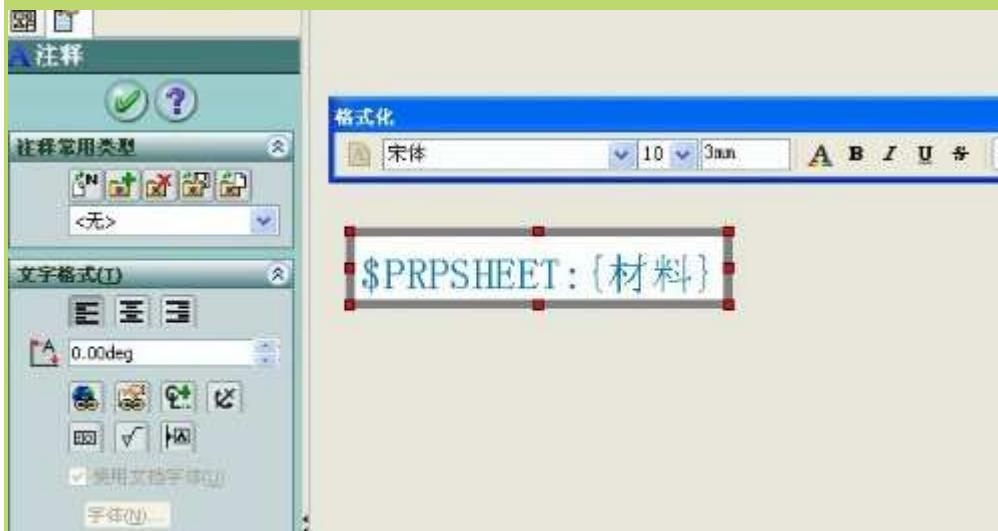 注释
注释常用类型
<无>
文字格式(T)
0.00deg
使用文档字体(U)
字体(N)...
格式化
宋体 10 3mm A B I U
$PRPSHEET:{材料}